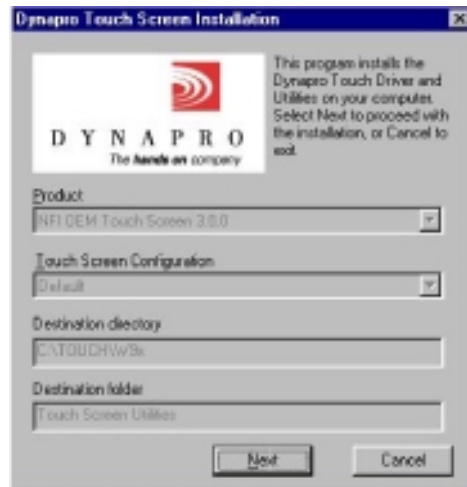 Dynapro Touch Screen Installation
DYNAPRO
The hands on company
This program installs the
Dynapro Touch Driver and
Utilities on your computer.
Select Next to proceed with
the installation, or Cancel to
exit.
Product
NFI OEM Touch Screen 3.0.0
Touch Screen Configuration
Default
Destination directory
C:\TOUCH\W9x
Destination folder
Touch Screen Utilities
Next
Cancel